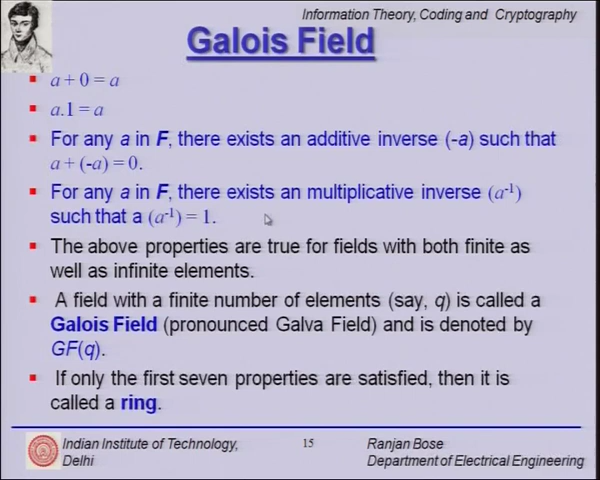 Information Theory, Coding and Cryptography
Galois Field
a + 0 = a
a.1 = a
For any a in F, there exists an additive inverse (-a) such that
a + (-a) = 0.
For any a in F, there exists an multiplicative inverse (a⁻¹)
such that a (a⁻¹) = 1.
The above properties are true for fields with both finite as
well as infinite elements.
A field with a finite number of elements (say, q) is called a
Galois Field (pronounced Galva Field) and is denoted by
GF(q).
If only the first seven properties are satisfied, then it is
called a ring.
Indian Institute of Technology,
Delhi
15
Ranjan Bose
Department of Electrical Engineering